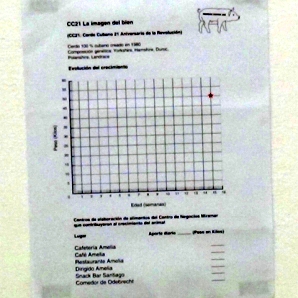 CC21 La imagen del bien
(CC21: Cerdo Cubano 21 Aniversario de la Revolución)
Cerdo 100 % cubano creado en 1980
Composición genética: Yorkshire, Hamshire, Duroc,
Landrace
Evolución del crecimiento
Peso (Kilos)
Edad (semanas)
Centros de elaboración de alimentos del Centro de Negocios Miramar
que contribuyeron al crecimiento del animal
Lugar Aporte diario (Peso en Kilos)
Cafetería Amelia
Café Amelia
Restaurante Amelia
Dirigido Amelia
Snack Bar Santiago
Comedor de Odebrecht